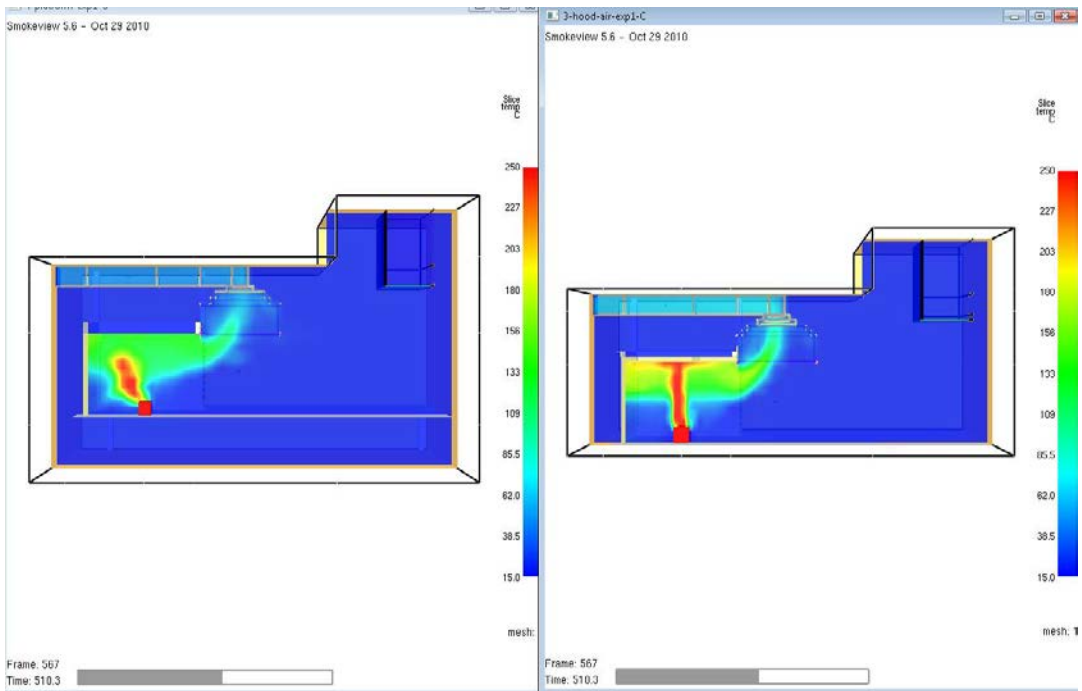 Smokeview 5.6 - Oct 29 2010
Slice
temp
C
250
227
203
180
156
133
109
85.5
62.0
38.5
15.0
mesh:
Frame: 567
Time: 510.3
3-hood-air-exp1-C
Smokeview 5.6 - Oct 29 2010
Slice
temp
C
250
227
203
180
156
133
109
85.5
62.0
38.5
15.0
mesh: 1
Frame: 567
Time: 510.3